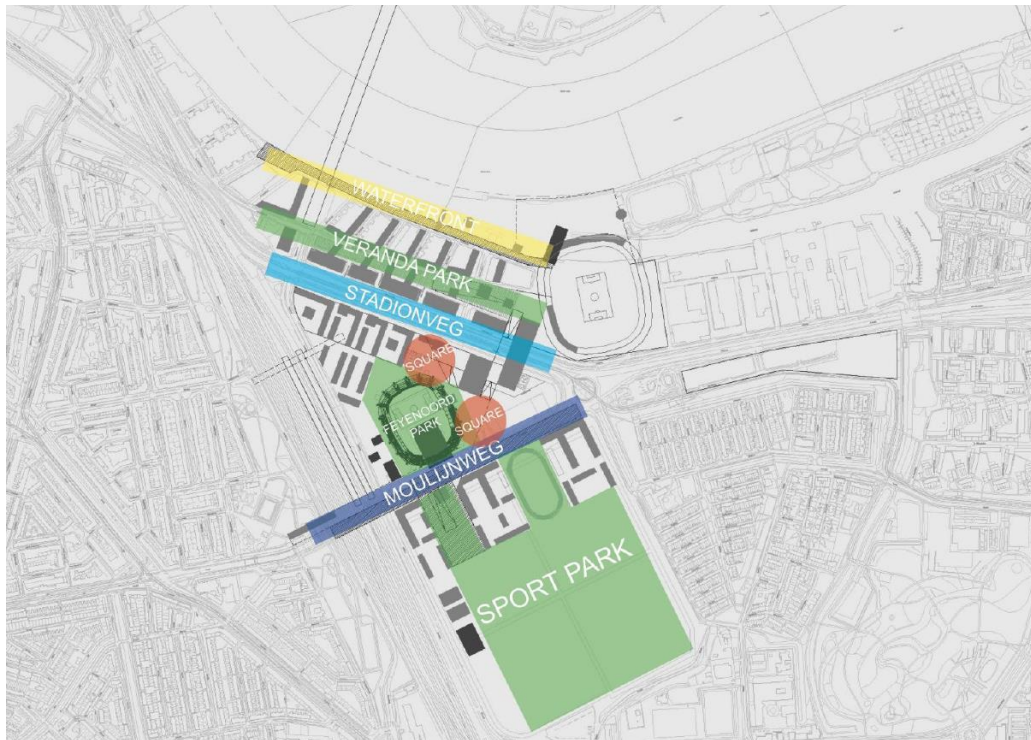 WATERFRONT
VERANDA PARK
STADIONVEG
SQUARE
FEYENOORD
PARK
SQUARE
MOULIJNWEG
SPORT PARK